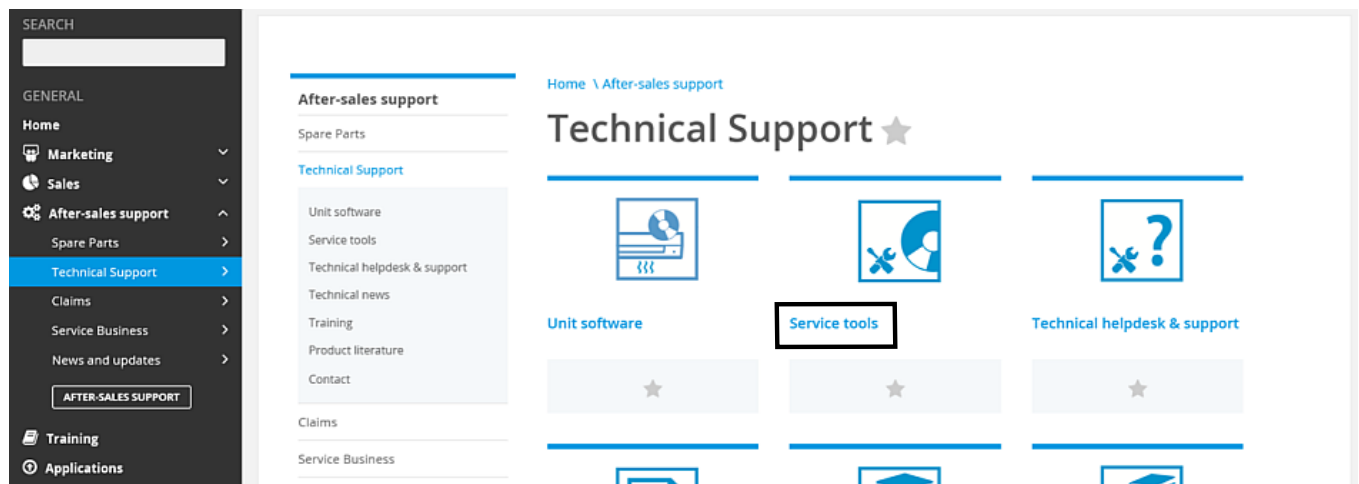 SEARCH
GENERAL
Home
Marketing
Sales
After-sales support
Spare Parts
Technical Support
Claims
Service Business
News and updates
AFTER-SALES SUPPORT
Training
Applications
After-sales support
Spare Parts
Technical Support
Unit software
Service tools
Technical helpdesk & support
Technical news
Training
Product literature
Contact
Claims
Service Business
Home \ After-sales support
Technical Support
Unit software
Service tools
Technical helpdesk & support